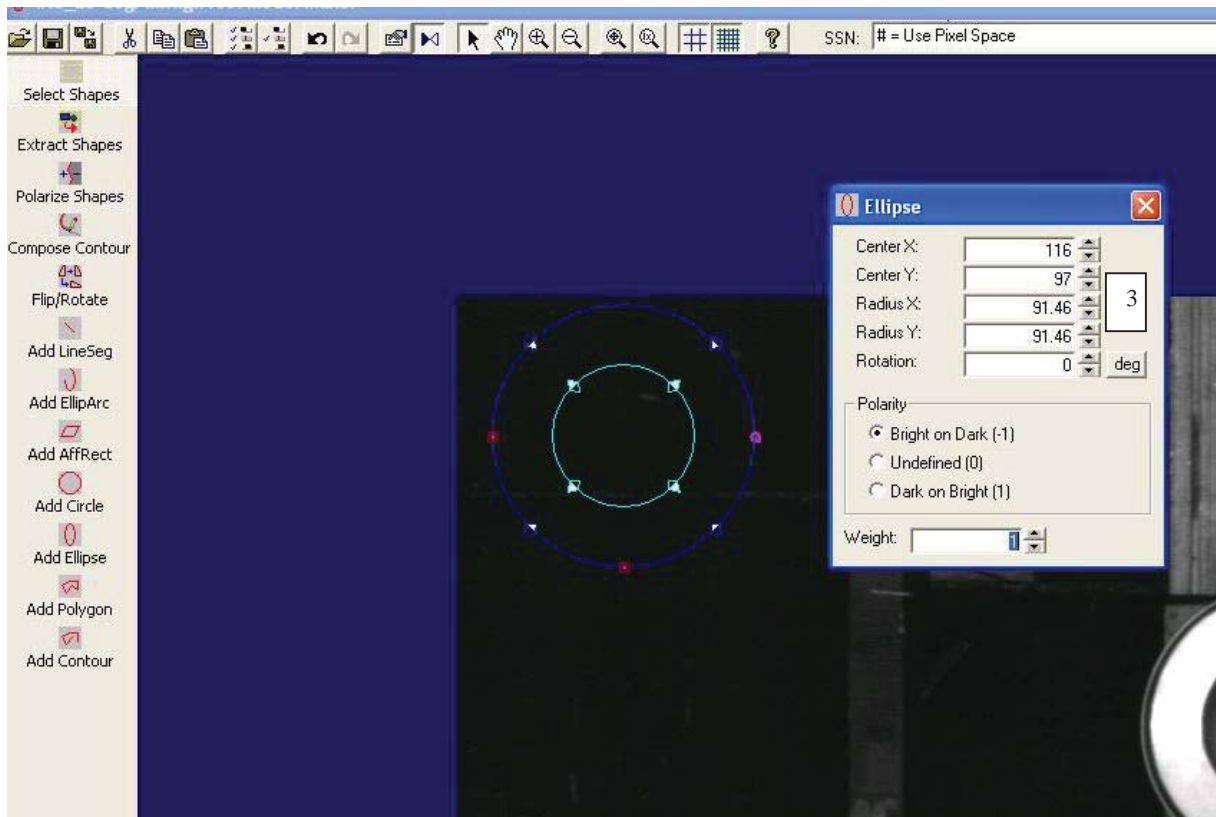 SSN: # = Use Pixel Space
Select Shapes
Extract Shapes
Polarize Shapes
Compose Contour
Flip/Rotate
Add LineSeg
Add EllipArc
Add AffRect
Add Circle
Add Ellipse
Add Polygon
Add Contour
Ellipse
Center X: 116
Center Y: 97
Radius X: 91.46
Radius Y: 91.46
Rotation: 0 deg
3
Polarity
Bright on Dark (-1)
Undefined (0)
Dark on Bright (1)
Weight: 1